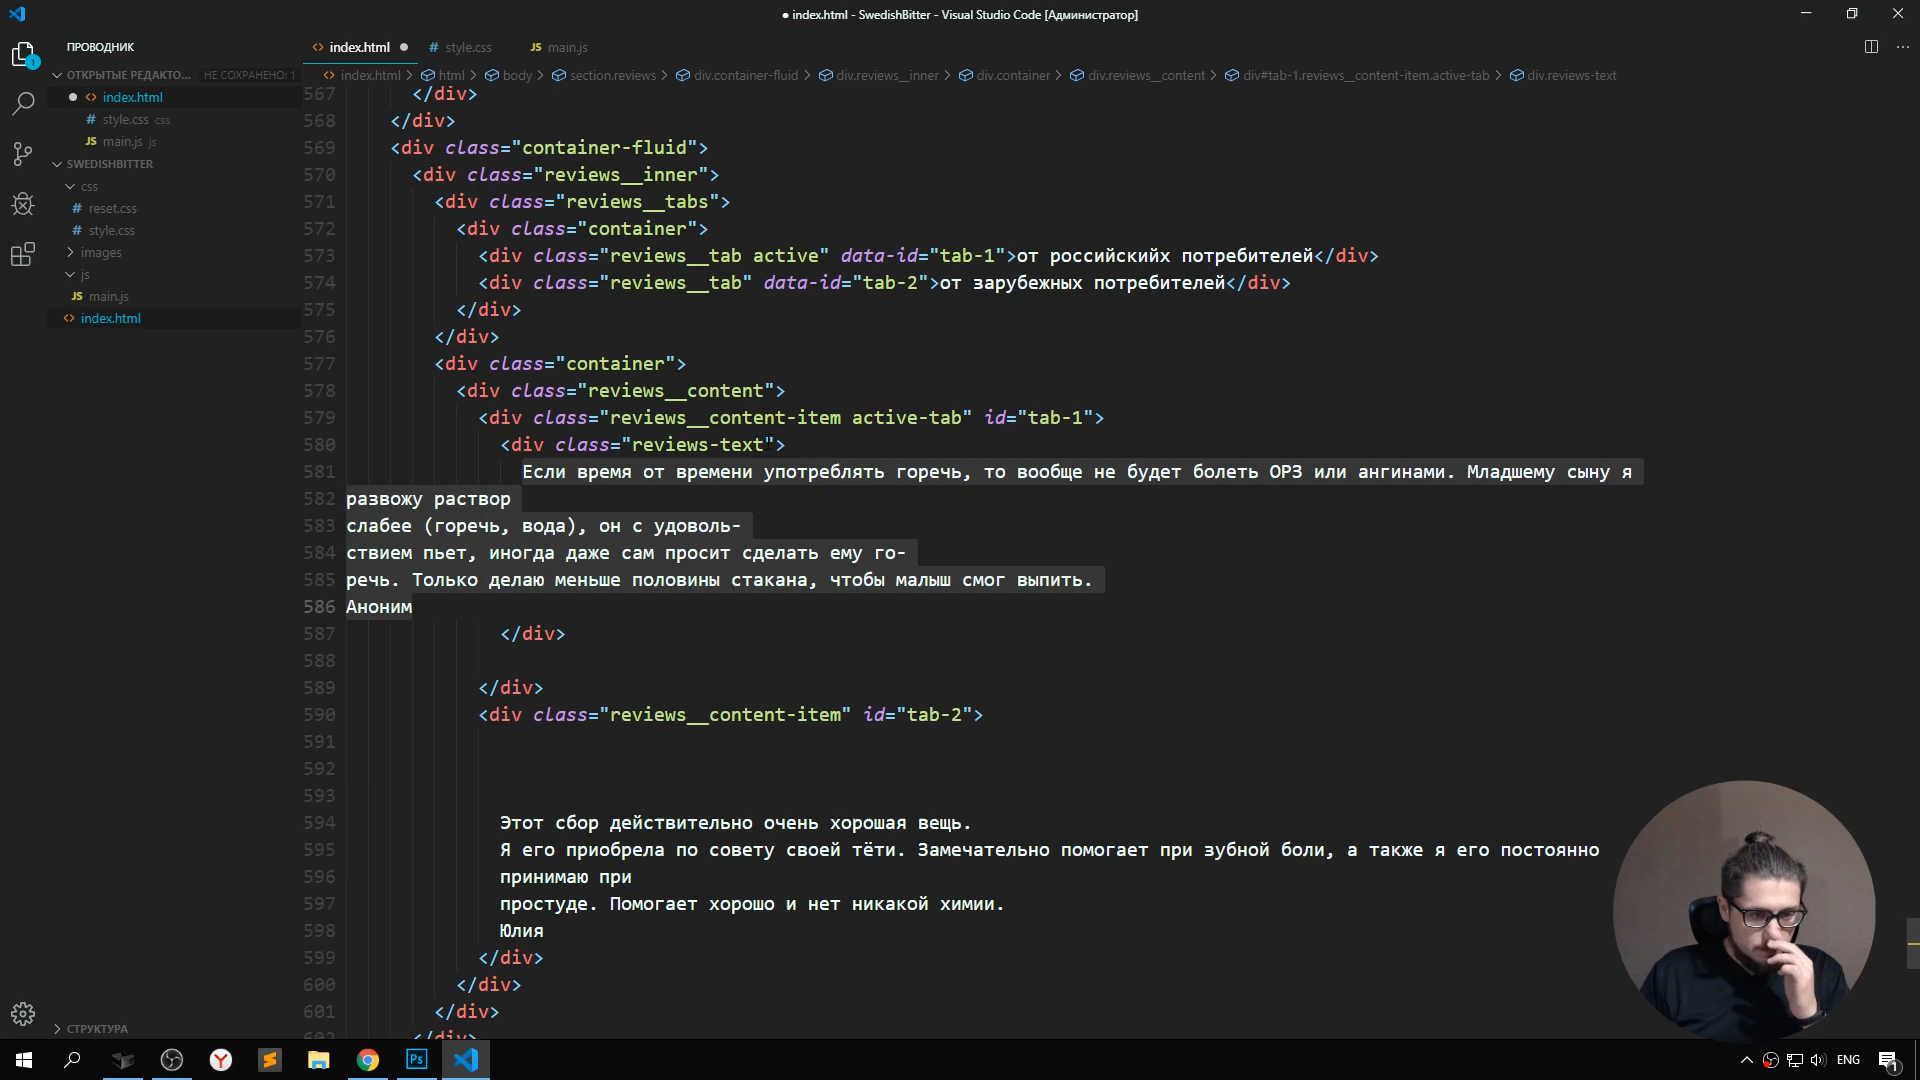 ● index.html - SwedishBitter - Visual Studio Code [Администратор]
ПРОВОДНИК
index.html ●
# style.css
JS main.js
1
ОТКРЫТЫЕ РЕДАКТО... НЕ СОХРАНЕНО: 1
index.html > html > body > section.reviews > div.container-fluid > div.reviews__inner > div.container > div.reviews__content > div#tab-1.reviews__content-item.active-tab > div.reviews-text
● index.html
# style.css css
JS main.js js
SWEDISHBITTER
css
# reset.css
# style.css
images
js
JS main.js
index.html
567 </div>
568 </div>
569 <div class="container-fluid">
570 <div class="reviews__inner">
571 <div class="reviews__tabs">
572 <div class="container">
573 <div class="reviews__tab active" data-id="tab-1">от российскийх потребителей</div>
574 <div class="reviews__tab" data-id="tab-2">от зарубежных потребителей</div>
575 </div>
576 </div>
577 <div class="container">
578 <div class="reviews__content">
579 <div class="reviews__content-item active-tab" id="tab-1">
580 <div class="reviews-text">
581 Если время от времени употреблять горечь, то вообще не будет болеть ОРЗ или ангинами. Младшему сыну я
582 развожу раствор
583 слабее (горечь, вода), он с удоволь-
584 ствием пьет, иногда даже сам просит сделать ему го-
585 речь. Только делаю меньше половины стакана, чтобы малыш смог выпить.
586 Аноним
587 </div>
588
589 </div>
590 <div class="reviews__content-item" id="tab-2">
591
592
593
594 Этот сбор действительно очень хорошая вещь.
595 Я его приобрела по совету своей тёти. Замечательно помогает при зубной боли, а также я его постоянно
596 принимаю при
597 простуде. Помогает хорошо и нет никакой химии.
598 Юлия
599 </div>
600 </div>
601 </div>
602 </div>
СТРУКТУРА
Ps
ENG
1